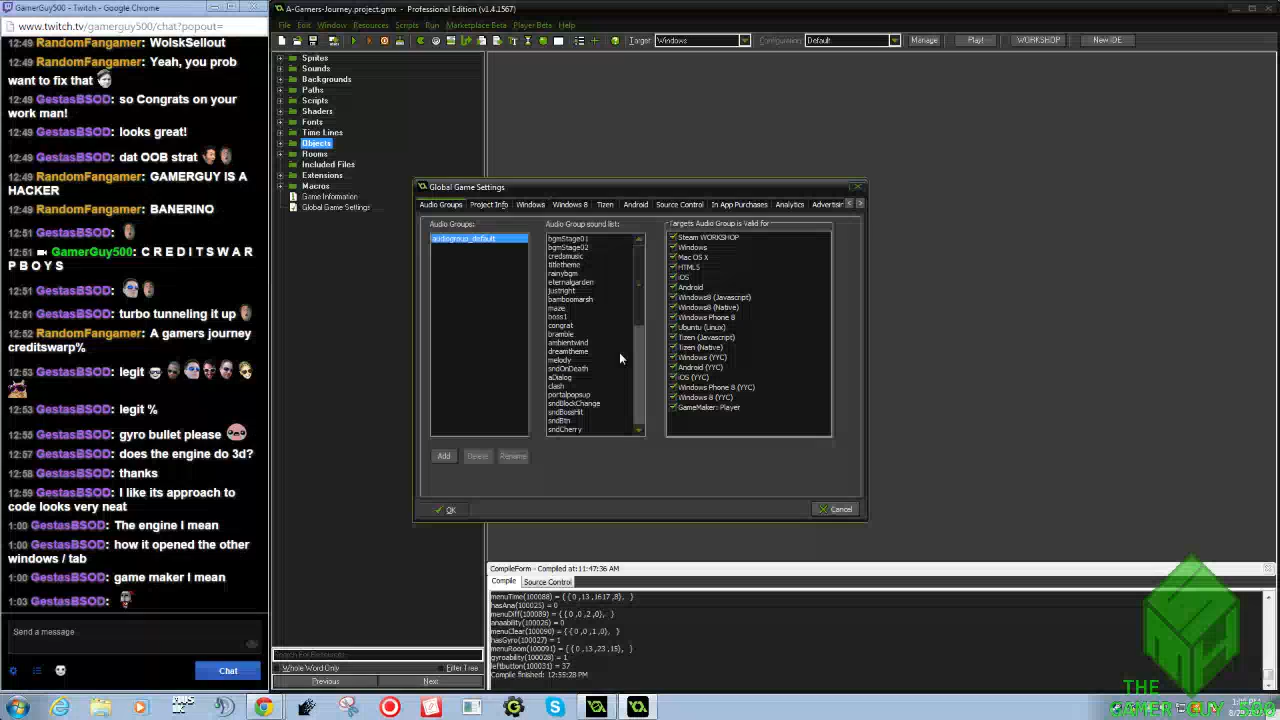 GamerGuy500 - Twitch - Google Chrome
www.twitch.tv/gamerguy500/chat?popout=
12:49 RandomFangamer: WolskSellout
12:49 RandomFangamer: Yeah, you prob
want to fix that
12:49 GestasBSOD: so Congrats on your
work man!
12:49 GestasBSOD: looks great!
12:49 GestasBSOD: dat OOB strat
12:49 RandomFangamer: GAMERGUY IS A
HACKER
12:49 RandomFangamer: BANERINO
12:51 GestasBSOD:
12:51 GamerGuy500: C R E D I T S W A R
P B O Y S
12:51 GestasBSOD:
12:51 GestasBSOD: turbo tunneling it up
12:52 RandomFangamer: A gamers journey
creditswarp%
12:53 GestasBSOD: legit
12:53 GestasBSOD: legit %
12:55 GestasBSOD: gyro bullet please
12:57 GestasBSOD: does the engine do 3d?
12:58 GestasBSOD: thanks
12:59 GestasBSOD: I like its approach to
code looks very neat
1:00 GestasBSOD: The engine I mean
1:00 GestasBSOD: how it opened the other
windows / tab
1:00 GestasBSOD: game maker I mean
1:03 GestasBSOD:
Send a message
Chat
A-Gamers-Journey.project.gmx - Professional Edition (v1.4.1567)
File Edit Window Resources Scripts Run Marketplace Beta Player Beta Help
Target Windows Configuration: Default Manage Play! WORKSHOP New IDE
Sprites
Sounds
Backgrounds
Paths
Scripts
Shaders
Fonts
Time Lines
Objects
Rooms
Included Files
Extensions
Macros
Game Information
Global Game Settings
Search For Resources
Whole Word Only Filter Tree
Previous Next
Global Game Settings
Audio Groups Project Info Windows Windows 8 Tizen Android Source Control In App Purchases Analytics Advertisin
Audio Groups:
audiogroup_default
Add Delete Rename
Audio Group sound list:
bgmStage01
bgmStage02
credsmusic
titletheme
rainybgm
eternalgarden
justright
bamboomarsh
maze
boss1
congrat
bramble
ambientwind
dreamtheme
melody
sndOnDeath
aDialog
clash
portalpopsup
sndBlockChange
sndBossHit
sndBtn
sndCherry
Targets Audio Group is Valid for
Steam WORKSHOP
Windows
Mac OS X
HTML5
iOS
Android
Windows8 (Javascript)
Windows8 (Native)
Windows Phone 8
Ubuntu (Linux)
Tizen (Javascript)
Tizen (Native)
Windows (YYC)
Android (YYC)
iOS (YYC)
Windows Phone 8 (YYC)
Windows 8 (YYC)
GameMaker: Player
OK Cancel
CompileForm - Compiled at:11:47:36 AM
Compile Source Control
menuTime(100088) = { { 0 ,13 ,1617 ,8}, }
hasAna(100025) = 0
menuDiff(100089) = { { 0 ,0 ,2 ,0}, }
anaability(100026) = 0
menuClear(100090) = { { 0 ,0 ,1 ,0}, }
hasGyro(100027) = 1
menuRoom(100091) = { { 0 ,13 ,23 ,15}, }
gyroability(100028) = 1
leftbutton(100031) = 37
Compile finished: 12:55:28 PM
THE
GAMER GUY